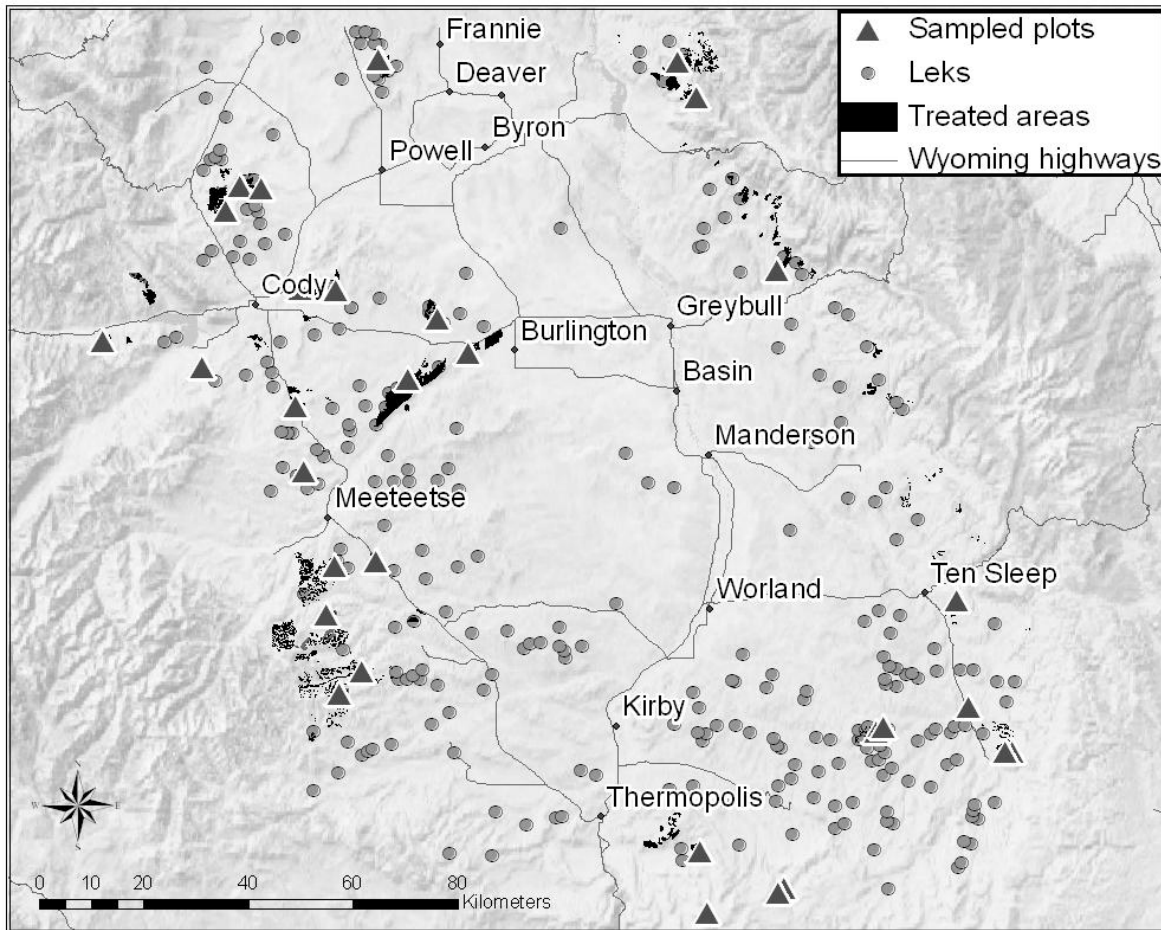 Sampled plots
Leks
Treated areas
Wyoming highways
Frannie
Deaver
Byron
Powell
Cody
Greybull
Burlington
Basin
Manderson
Meeteetse
Ten Sleep
Worland
Kirby
Thermopolis
W E
0 10 20 40 60 80
Kilometers